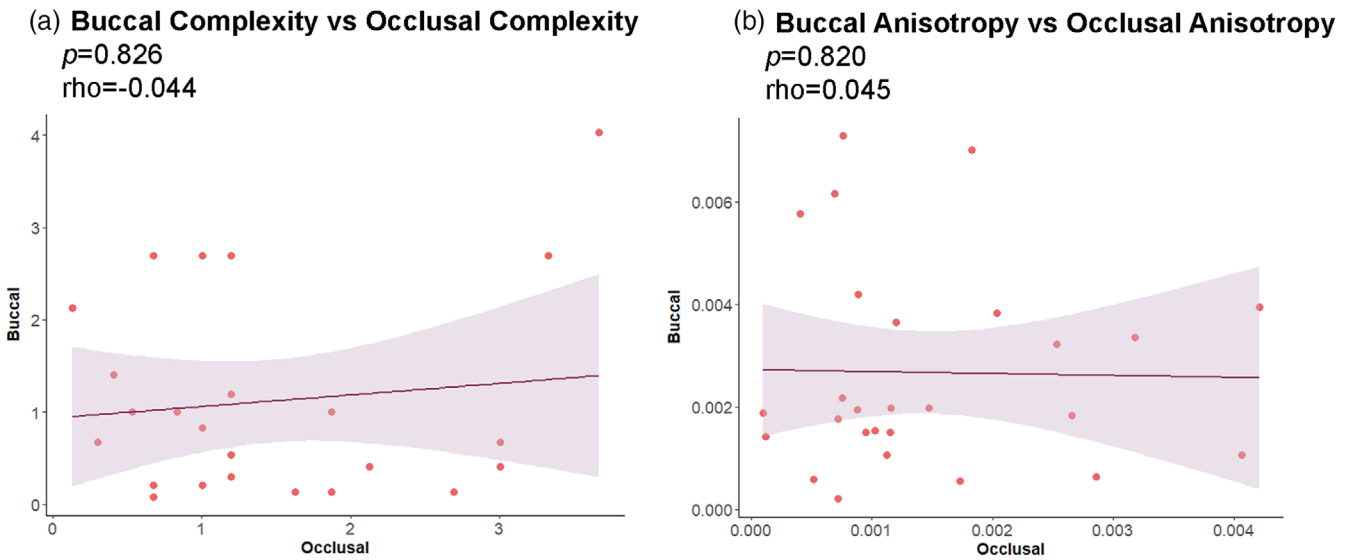 (a) Buccal Complexity vs Occlusal Complexity
p=0.826
rho=-0.044
4
3
2
1
0
Buccal
0 1 2 3
Occlusal
(b) Buccal Anisotropy vs Occlusal Anisotropy
p=0.820
rho=0.045
0.006
0.004
0.002
0.000
Buccal
0.000 0.001 0.002 0.003 0.004
Occlusal